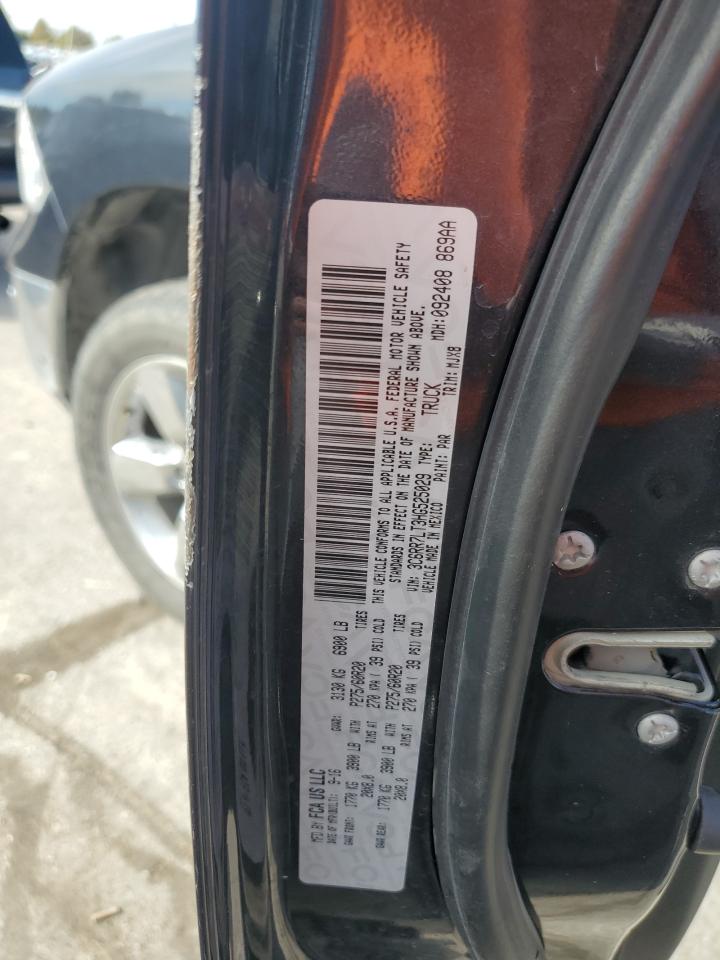 MFD BY: FCA US LLC
DATE OF MFR(BUILT): 9-16 GVWR: 3130 KG 6900 LB
GAWR FRONT: 1770 KG 3900 LB WITH P275/60R20 TIRES
20X8.0 RIMS AT 270 KPA ( 39 PSI) COLD
GAWR REAR: 1770 KG 3900 LB WITH P275/60R20 TIRES
20X8.0 RIMS AT 270 KPA ( 39 PSI) COLD
THIS VEHICLE CONFORMS TO ALL APPLICABLE U.S.A. FEDERAL MOTOR VEHICLE SAFETY
STANDARDS IN EFFECT ON THE DATE OF MANUFACTURE SHOWN ABOVE.
VIN: 3C6RR7LT3HG525029 TYPE: TRUCK MDH:092408 869AA
VEHICLE MADE IN MEXICO PAINT: PAR TRIM: MJX8